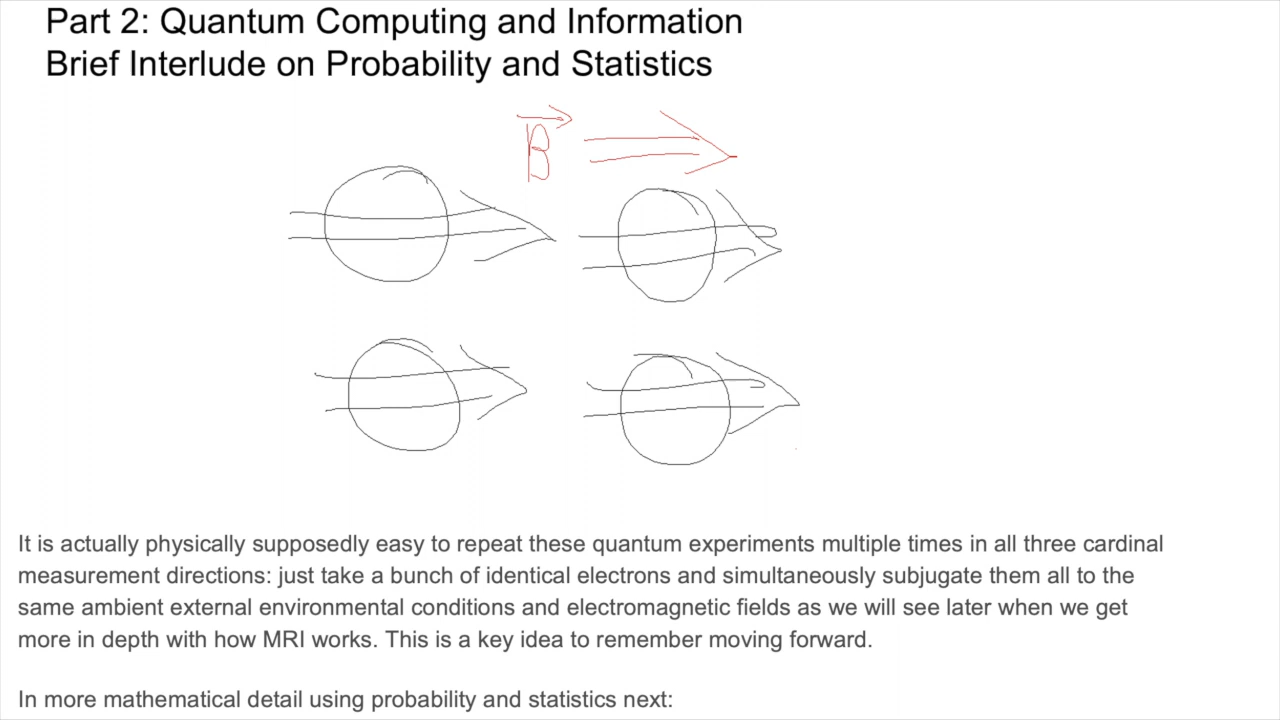 Part 2: Quantum Computing and Information
Brief Interlude on Probability and Statistics
B
It is actually physically supposedly easy to repeat these quantum experiments multiple times in all three cardinal
measurement directions: just take a bunch of identical electrons and simultaneously subjugate them all to the
same ambient external environmental conditions and electromagnetic fields as we will see later when we get
more in depth with how MRI works. This is a key idea to remember moving forward.
In more mathematical detail using probability and statistics next: